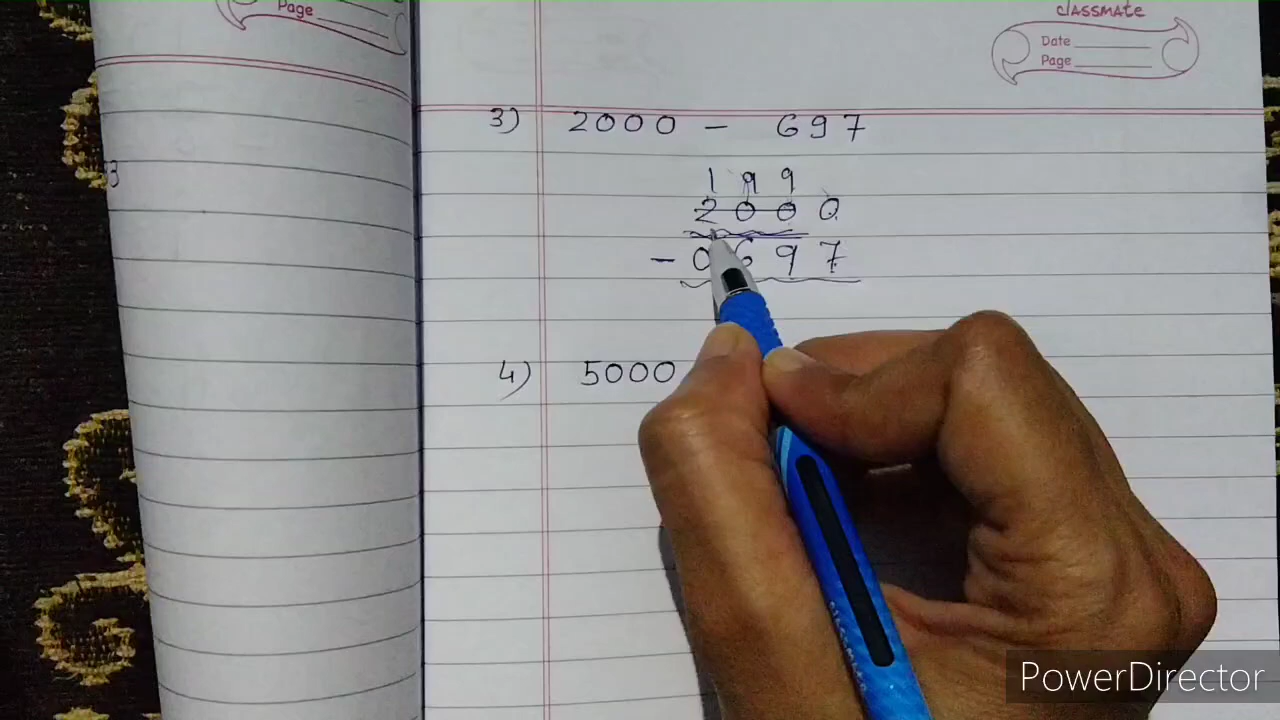 Page
classmate
Date
Page
3) 2000 - 697
3
1 9 9
2 0 0 0
- 0 6 9 7
4) 5000
PowerDirector